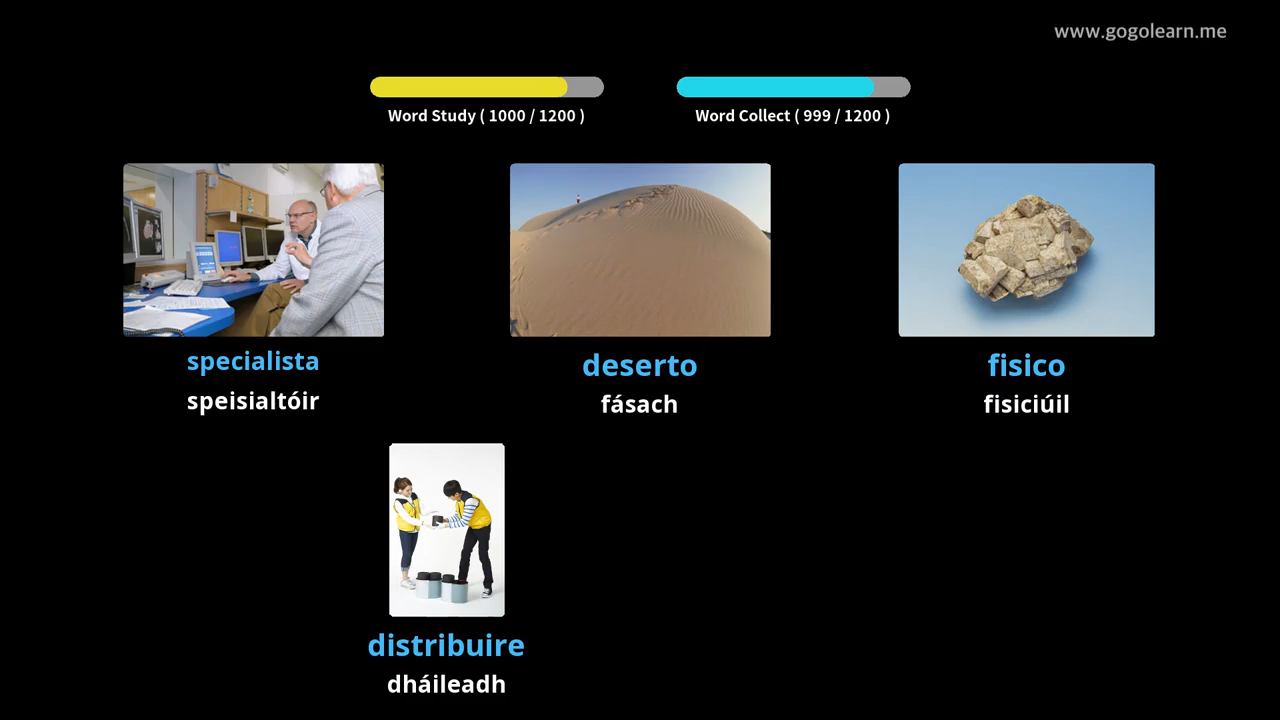 www.gogolearn.me
Word Study ( 1000 / 1200 )
Word Collect ( 999 / 1200 )
specialista
speisialtóir
deserto
fásach
fisico
fisiciúil
distribuire
dháileadh